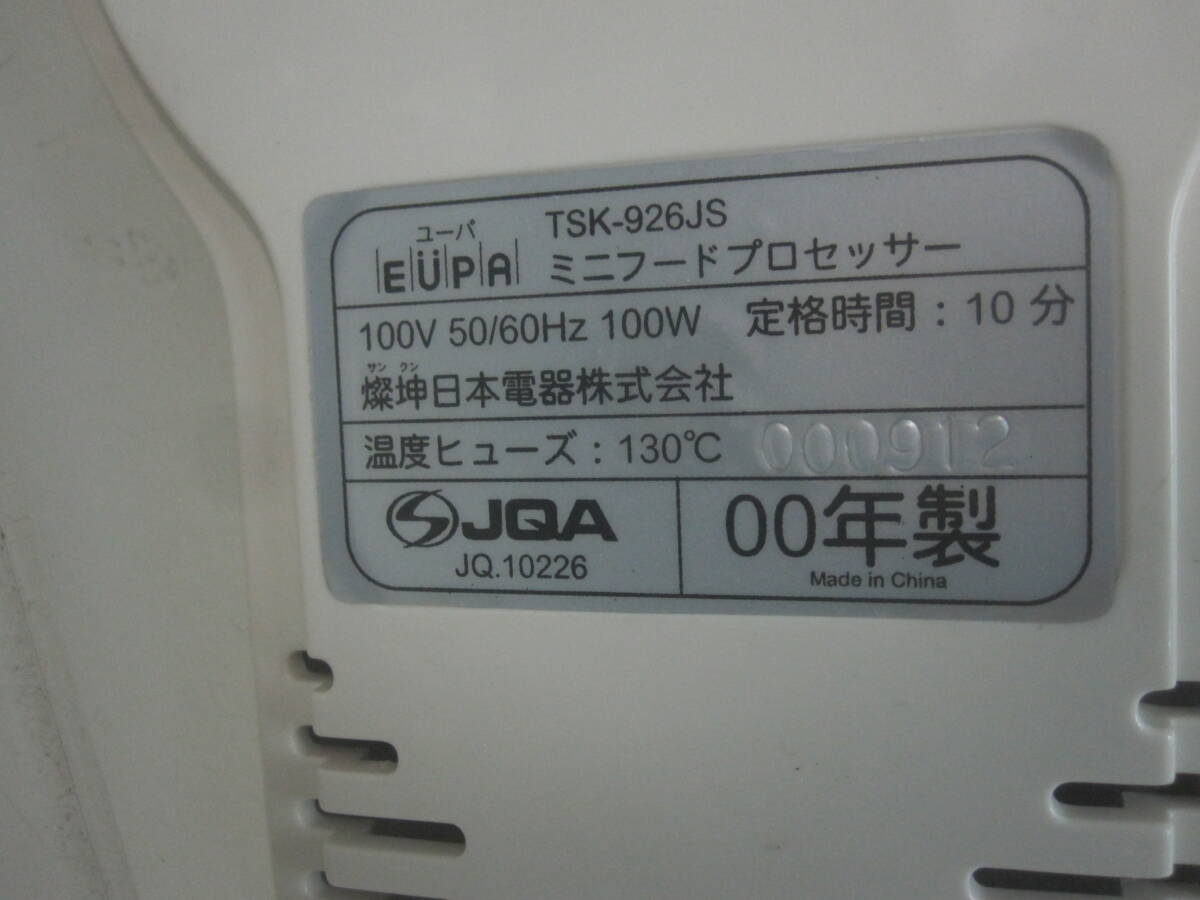 ユーパ
EÜPA
TSK-926JS
ミニフードプロセッサー
100V 50/60Hz 100W 定格時間：10 分
サン クン
燦坤日本電器株式会社
温度ヒューズ：130℃ 000912
JQA
JQ.10226
00年製
Made in China